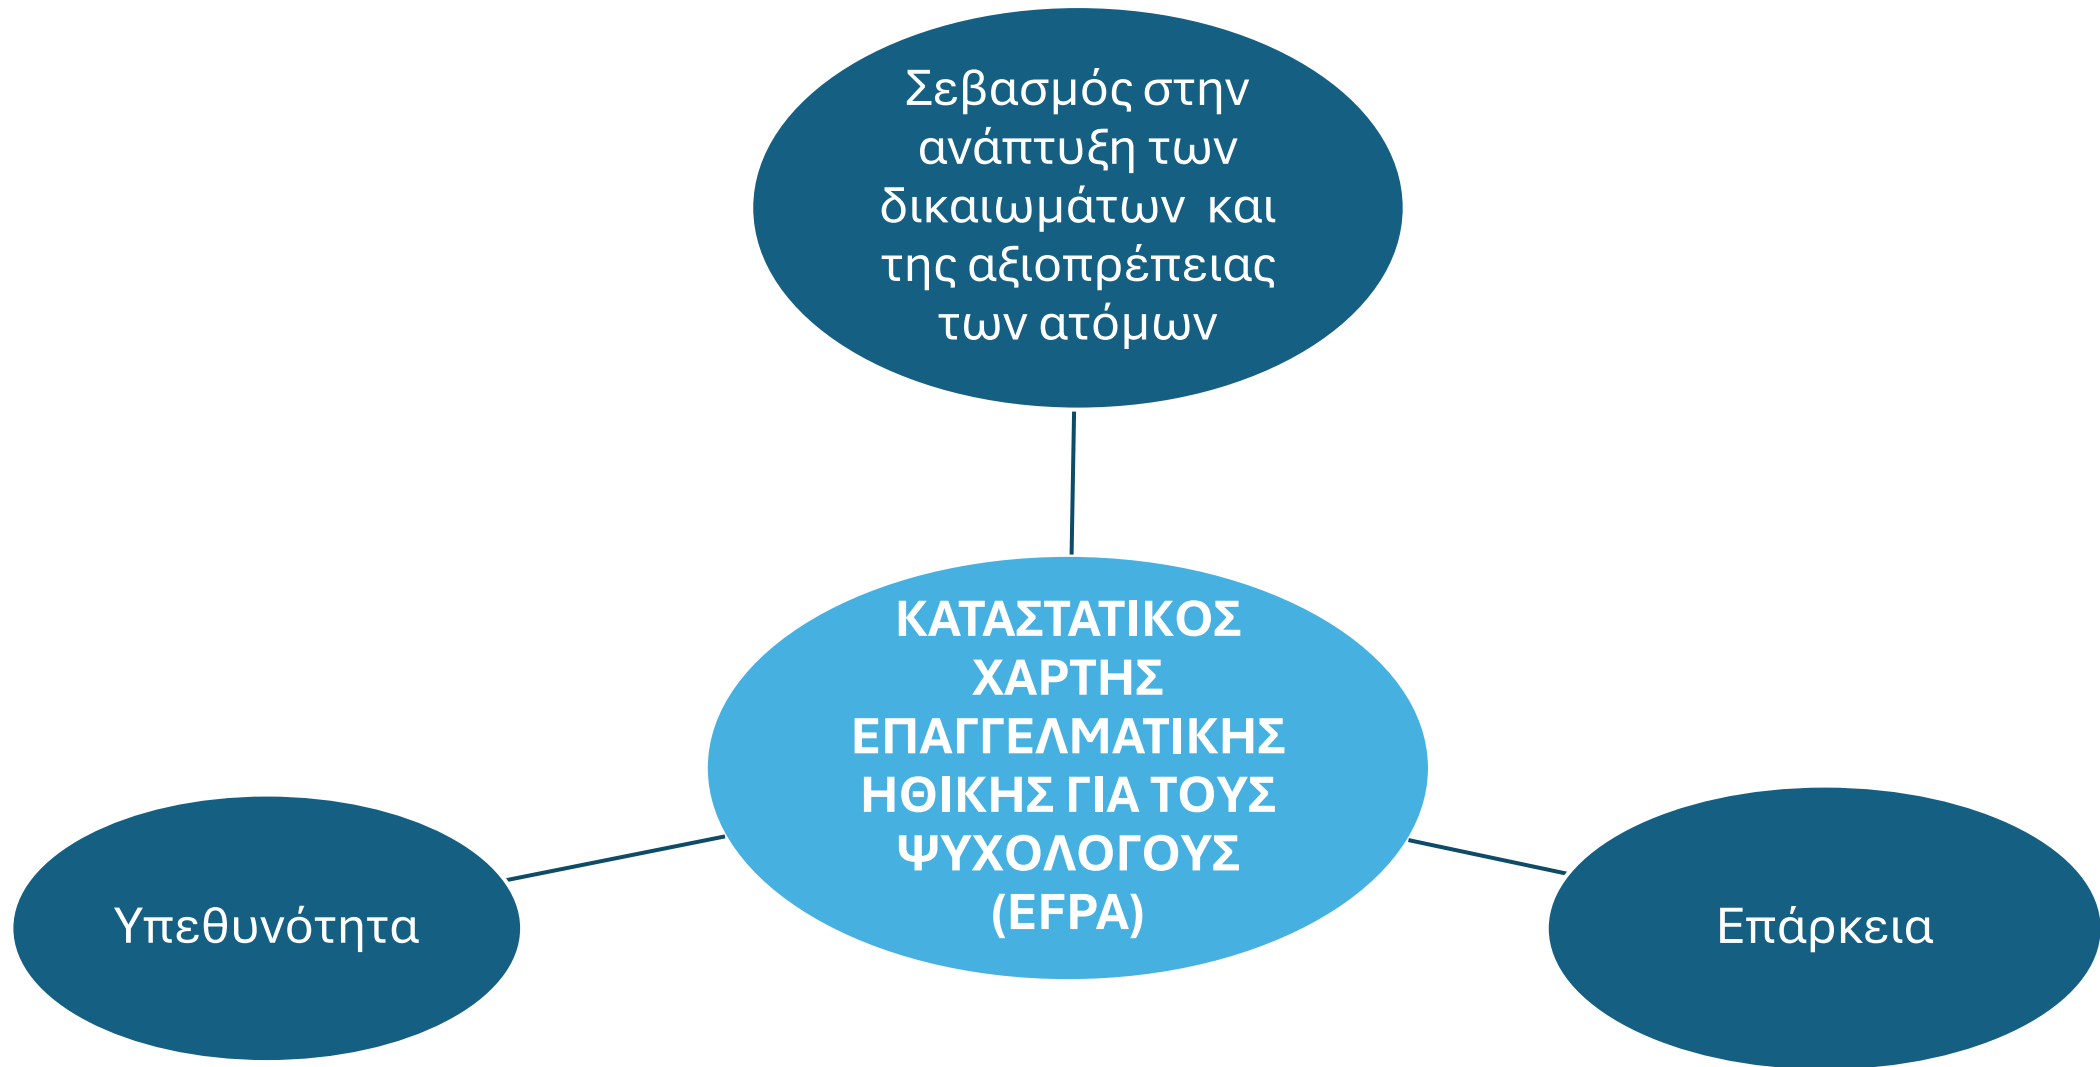 Σεβασμός στην
ανάπτυξη των
δικαιωμάτων και
της αξιοπρέπειας
των ατόμων
ΚΑΤΑΣΤΑΤΙΚΟΣ
ΧΑΡΤΗΣ
ΕΠΑΓΓΕΛΜΑΤΙΚΗΣ
ΗΘΙΚΗΣ ΓΙΑ ΤΟΥΣ
ΨΥΧΟΛΟΓΟΥΣ
(EFPA)
Υπεθυνότητα
Επάρκεια